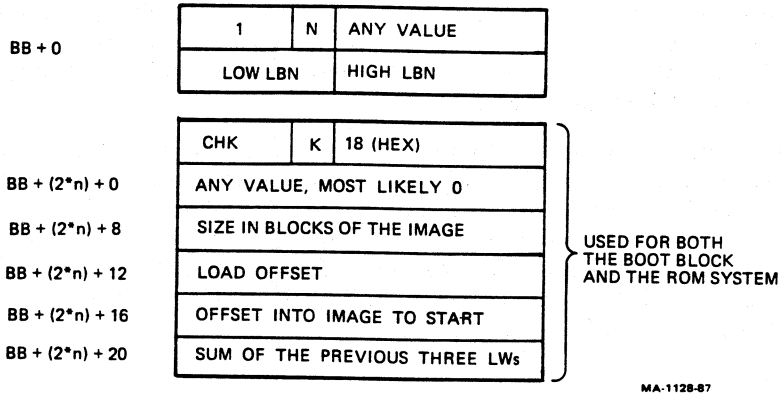 BB + 0
1 N ANY VALUE
LOW LBN HIGH LBN
CHK K 18 (HEX)
BB + (2*n) + 0 ANY VALUE, MOST LIKELY 0
BB + (2*n) + 8 SIZE IN BLOCKS OF THE IMAGE
BB + (2*n) + 12 LOAD OFFSET
BB + (2*n) + 16 OFFSET INTO IMAGE TO START
BB + (2*n) + 20 SUM OF THE PREVIOUS THREE LWs
USED FOR BOTH
THE BOOT BLOCK
AND THE ROM SYSTEM
MA-1128-87